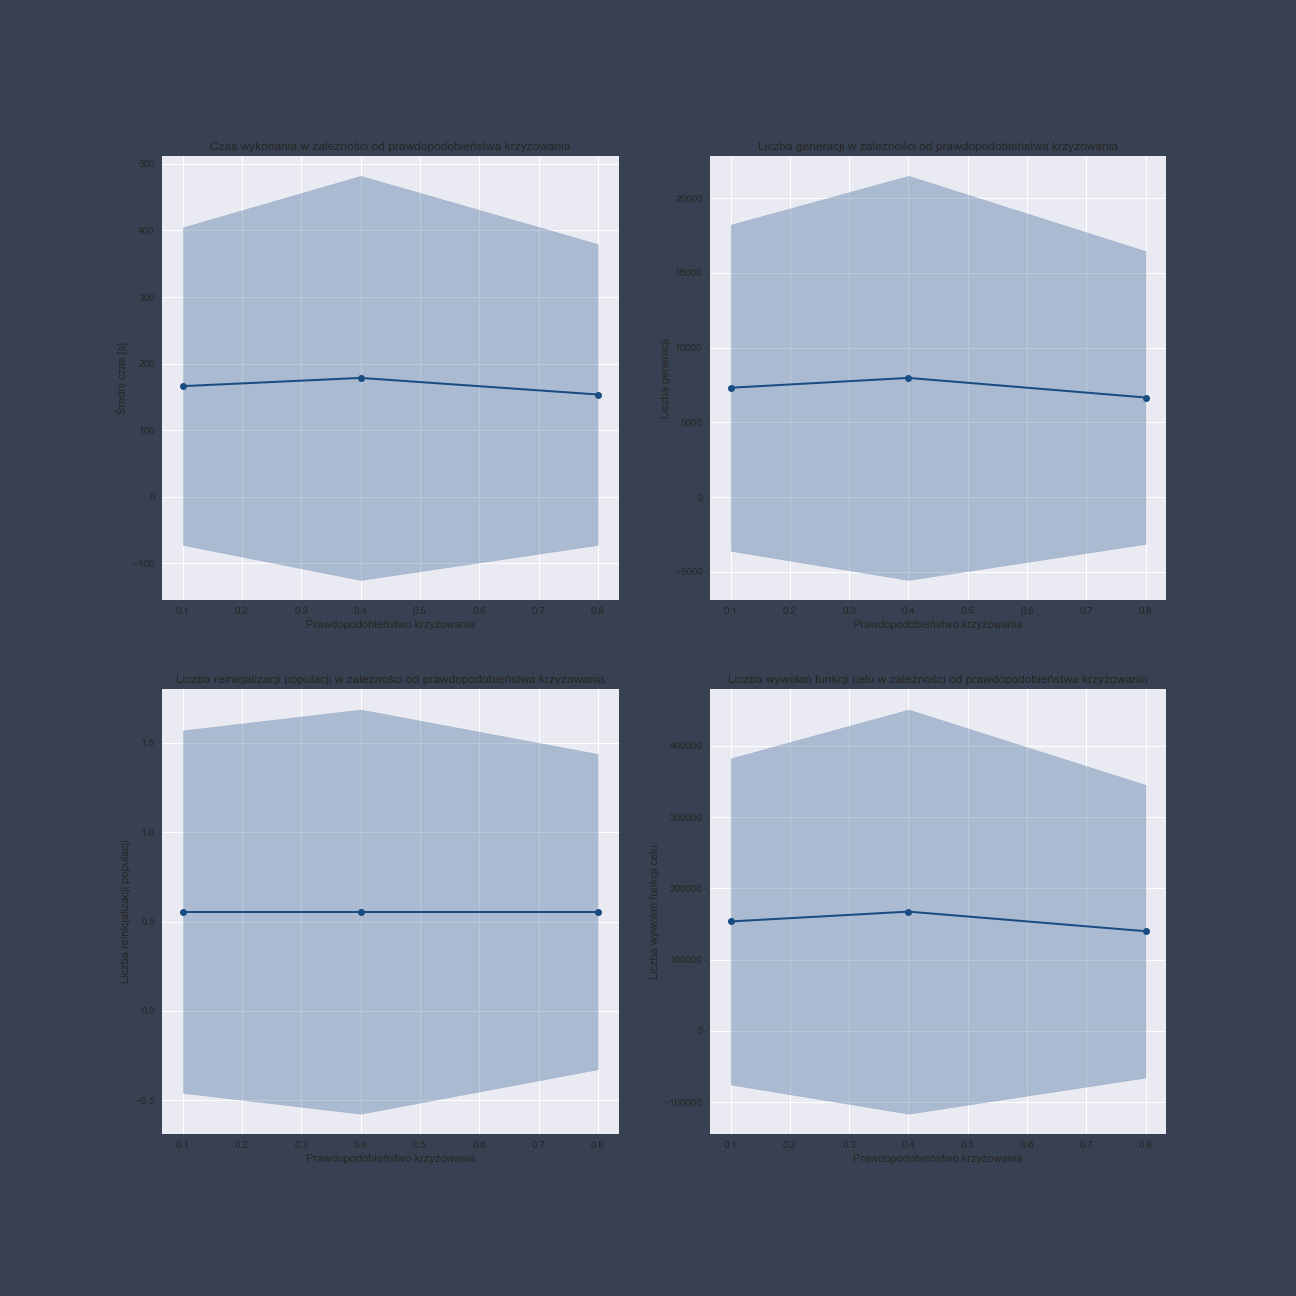 Czas wykonania w zależności od prawdopodobieństwa krzyżowania
500
400
300
200
100
0
−100
Średni czas [s]
0.1 0.2 0.3 0.4 0.5 0.6 0.7 0.8
Prawdopodobieństwo krzyżowania
Liczba generacji w zależności od prawdopodobieństwa krzyżowania
20000
15000
10000
5000
0
−5000
Liczba generacji
0.1 0.2 0.3 0.4 0.5 0.6 0.7 0.8
Prawdopodobieństwo krzyżowania
Liczba reinicjalizacji populacji w zależności od prawdopodobieństwa krzyżowania
1.5
1.0
0.5
0.0
−0.5
Liczba reinicjalizacji populacji
0.1 0.2 0.3 0.4 0.5 0.6 0.7 0.8
Prawdopodobieństwo krzyżowania
Liczba wywołań funkcji celu w zależności od prawdopodobieństwa krzyżowania
400000
300000
200000
100000
0
−100000
Liczba wywołań funkcji celu
0.1 0.2 0.3 0.4 0.5 0.6 0.7 0.8
Prawdopodobieństwo krzyżowania